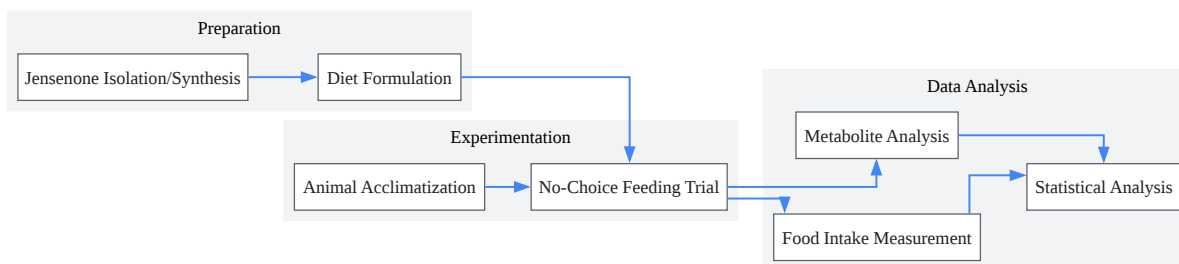 Preparation
Jensenone Isolation/Synthesis
Diet Formulation
Experimentation
Animal Acclimatization
No-Choice Feeding Trial
Data Analysis
Metabolite Analysis
Food Intake Measurement
Statistical Analysis